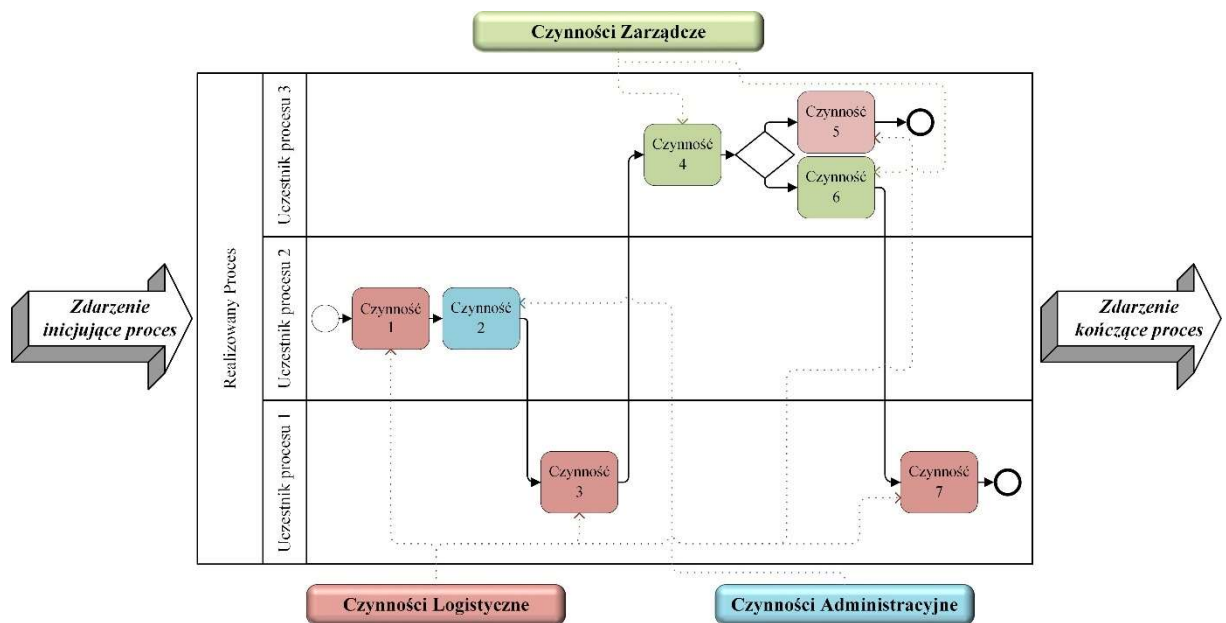 Czynności Zarządcze
Realizowany Proces
Uczestnik procesu 3
Czynność
4
Czynność
5
Czynność
6
Uczestnik procesu 2
Czynność
1
Czynność
2
Uczestnik procesu 1
Czynność
3
Czynność
7
Zdarzenie
inicjujące proces
Zdarzenie
kończące proces
Czynności Logistyczne
Czynności Administracyjne